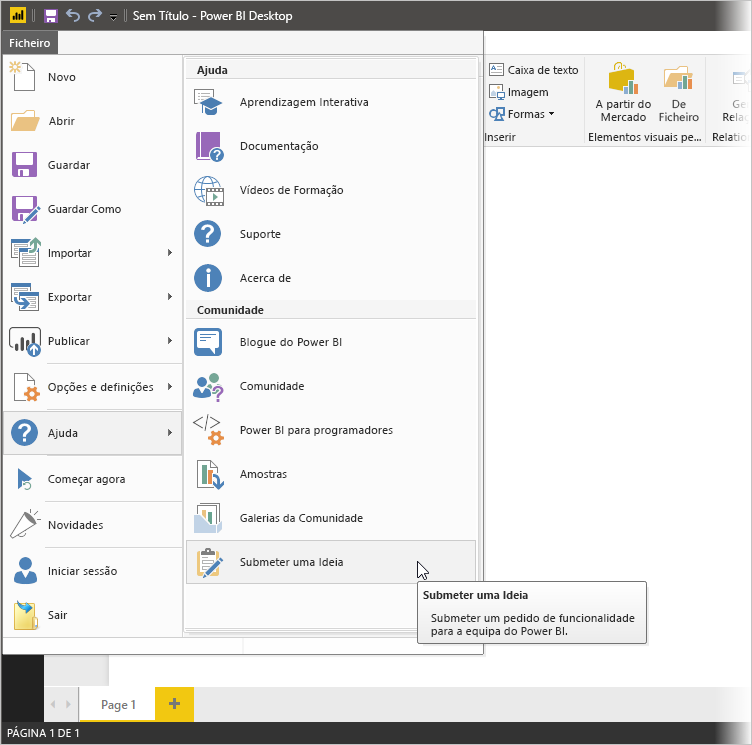 Sem Título - Power BI Desktop
Ficheiro
Novo
Abrir
Guardar
Guardar Como
Importar
Exportar
Publicar
Opções e definições
Ajuda
Começar agora
Novidades
Iniciar sessão
Sair
Ajuda
Aprendizagem Interativa
Documentação
Vídeos de Formação
Suporte
Acerca de
Comunidade
Blogue do Power BI
Comunidade
Power BI para programadores
Amostras
Galerias da Comunidade
Submeter uma Ideia
Submeter uma Ideia
Submeter um pedido de funcionalidade
para a equipa do Power BI.
Caixa de texto
Imagem
Formas
Inserir
A partir do
Mercado
De
Ficheiro
Elementos visuais pe...
Page 1
PÁGINA 1 DE 1